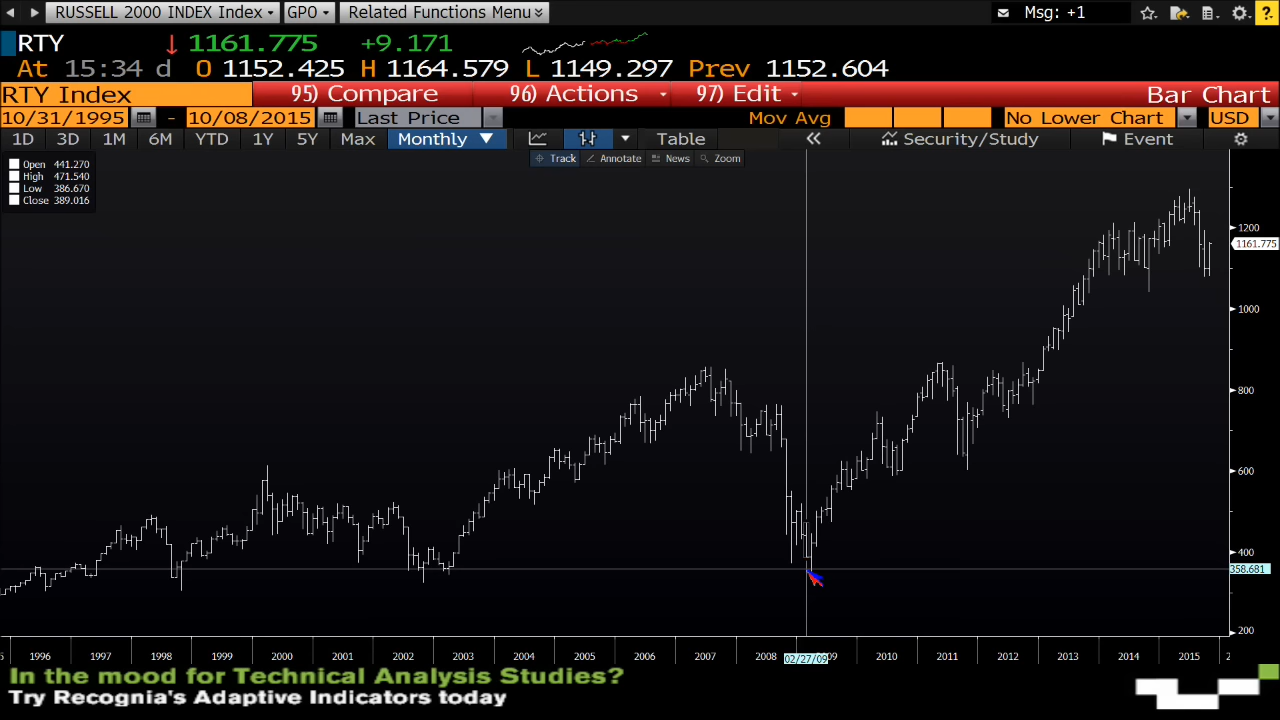 RUSSELL 2000 INDEX Index GPO Related Functions Menu Msg: +1 ?
RTY 1161.775 +9.171
At 15:34 d O 1152.425 H 1164.579 L 1149.297 Prev 1152.604
RTY Index 95) Compare 96) Actions 97) Edit Bar Chart
10/31/1995 - 10/08/2015 Last Price Mov Avg No Lower Chart USD
1D 3D 1M 6M YTD 1Y 5Y Max Monthly Table Security/Study Event
Track Annotate News Zoom
Open 441.270
High 471.540
Low 386.670
Close 389.016
1200
1161.775
1000
800
600
400
358.681
200
5 1996 1997 1998 1999 2000 2001 2002 2003 2004 2005 2006 2007 2008 02/27/09 09 2010 2011 2012 2013 2014 2015 2
In the mood for Technical Analysis Studies?
Try Recognia's Adaptive Indicators today